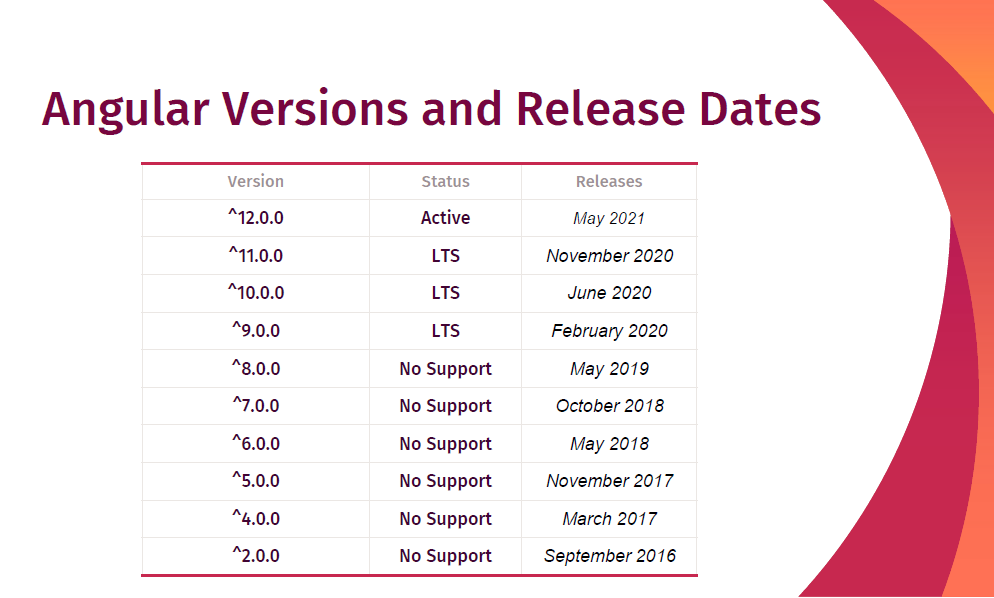 Angular Versions and Release Dates
Version Status Releases
^12.0.0 Active May 2021
^11.0.0 LTS November 2020
^10.0.0 LTS June 2020
^9.0.0 LTS February 2020
^8.0.0 No Support May 2019
^7.0.0 No Support October 2018
^6.0.0 No Support May 2018
^5.0.0 No Support November 2017
^4.0.0 No Support March 2017
^2.0.0 No Support September 2016